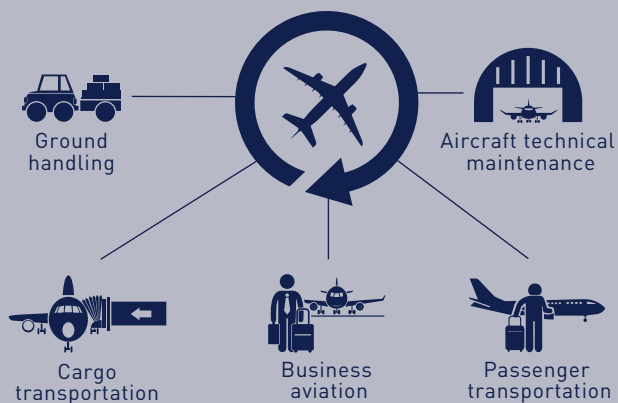 Ground
handling
Aircraft technical
maintenance
Cargo
transportation
Business
aviation
Passenger
transportation